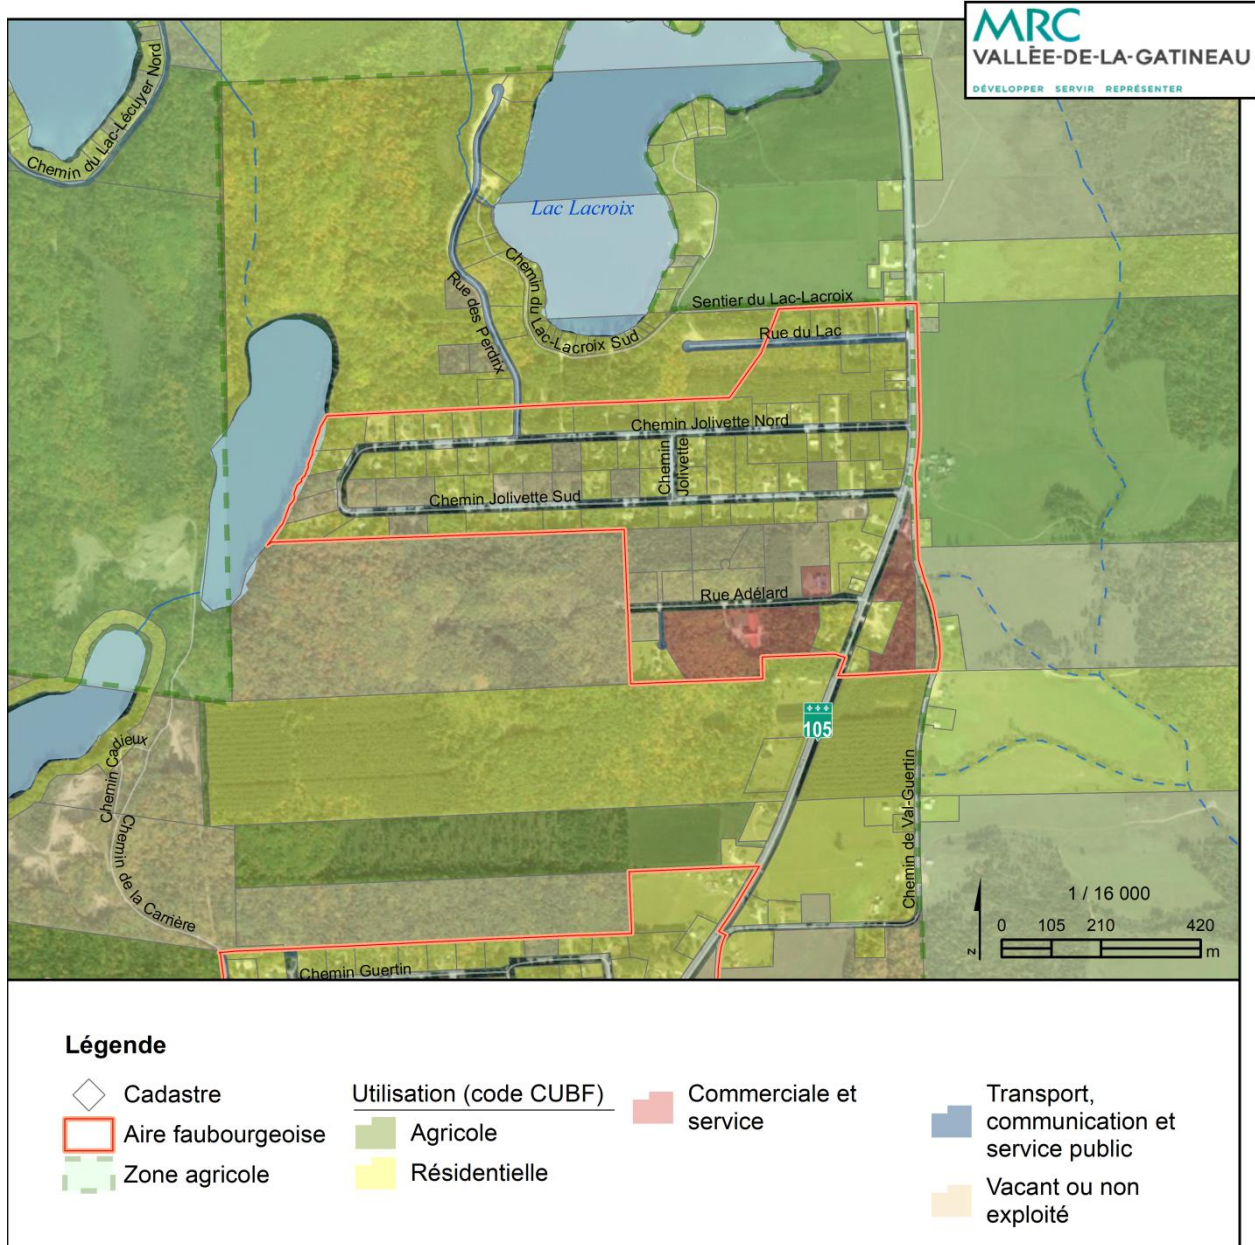 MRC
VALLÉE-DE-LA-GATINEAU
DÉVELOPPER SERVIR REPRÉSENTER
Chemin du Lac-Lécuyer Nord
Lac Lacroix
Rue des Perdrix
Chemin du Lac-Lacroix Sud
Sentier du Lac-Lacroix
Rue du Lac
Chemin Jolivette Nord
Chemin
Jolivette
Chemin Jolivette Sud
Rue Adélard
105
Chemin Cadieux
Chemin de la Carrière
Chemin de Val-Guertin
Chemin Guertin
z
1 / 16 000
0 105 210 420
m
Légende
Cadastre
Aire faubourgeoise
Zone agricole
Utilisation (code CUBF)
Agricole
Résidentielle
Commerciale et
service
Transport,
communication et
service public
Vacant ou non
exploité